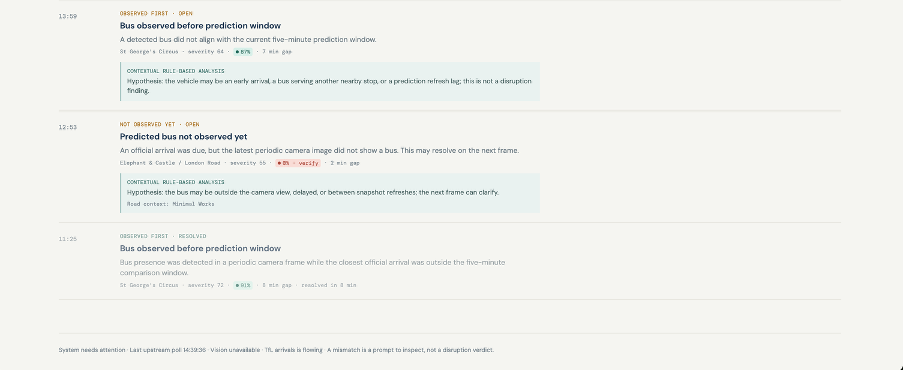 13:59
OBSERVED FIRST · OPEN
Bus observed before prediction window
A detected bus did not align with the current five-minute prediction window.
St George's Circus · severity 64 · 87% · 7 min gap
CONTEXTUAL RULE-BASED ANALYSIS
Hypothesis: the vehicle may be an early arrival, a bus serving another nearby stop, or a prediction refresh lag; this is not a disruption
finding.
12:53
NOT OBSERVED YET · OPEN
Predicted bus not observed yet
An official arrival was due, but the latest periodic camera image did not show a bus. This may resolve on the next frame.
Elephant & Castle / London Road · severity 55 · 0% · verify · 2 min gap
CONTEXTUAL RULE-BASED ANALYSIS
Hypothesis: the bus may be outside the camera view, delayed, or between snapshot refreshes; the next frame can clarify.
Road context: Minimal Works
11:25
OBSERVED FIRST · RESOLVED
Bus observed before prediction window
Bus presence was detected in a periodic camera frame while the closest official arrival was outside the five-minute
comparison window.
St George's Circus · severity 72 · 91% · 8 min gap · resolved in 8 min
System needs attention · Last upstream poll 14:39:36 · Vision unavailable · TfL arrivals is flowing · A mismatch is a prompt to inspect, not a disruption verdict.